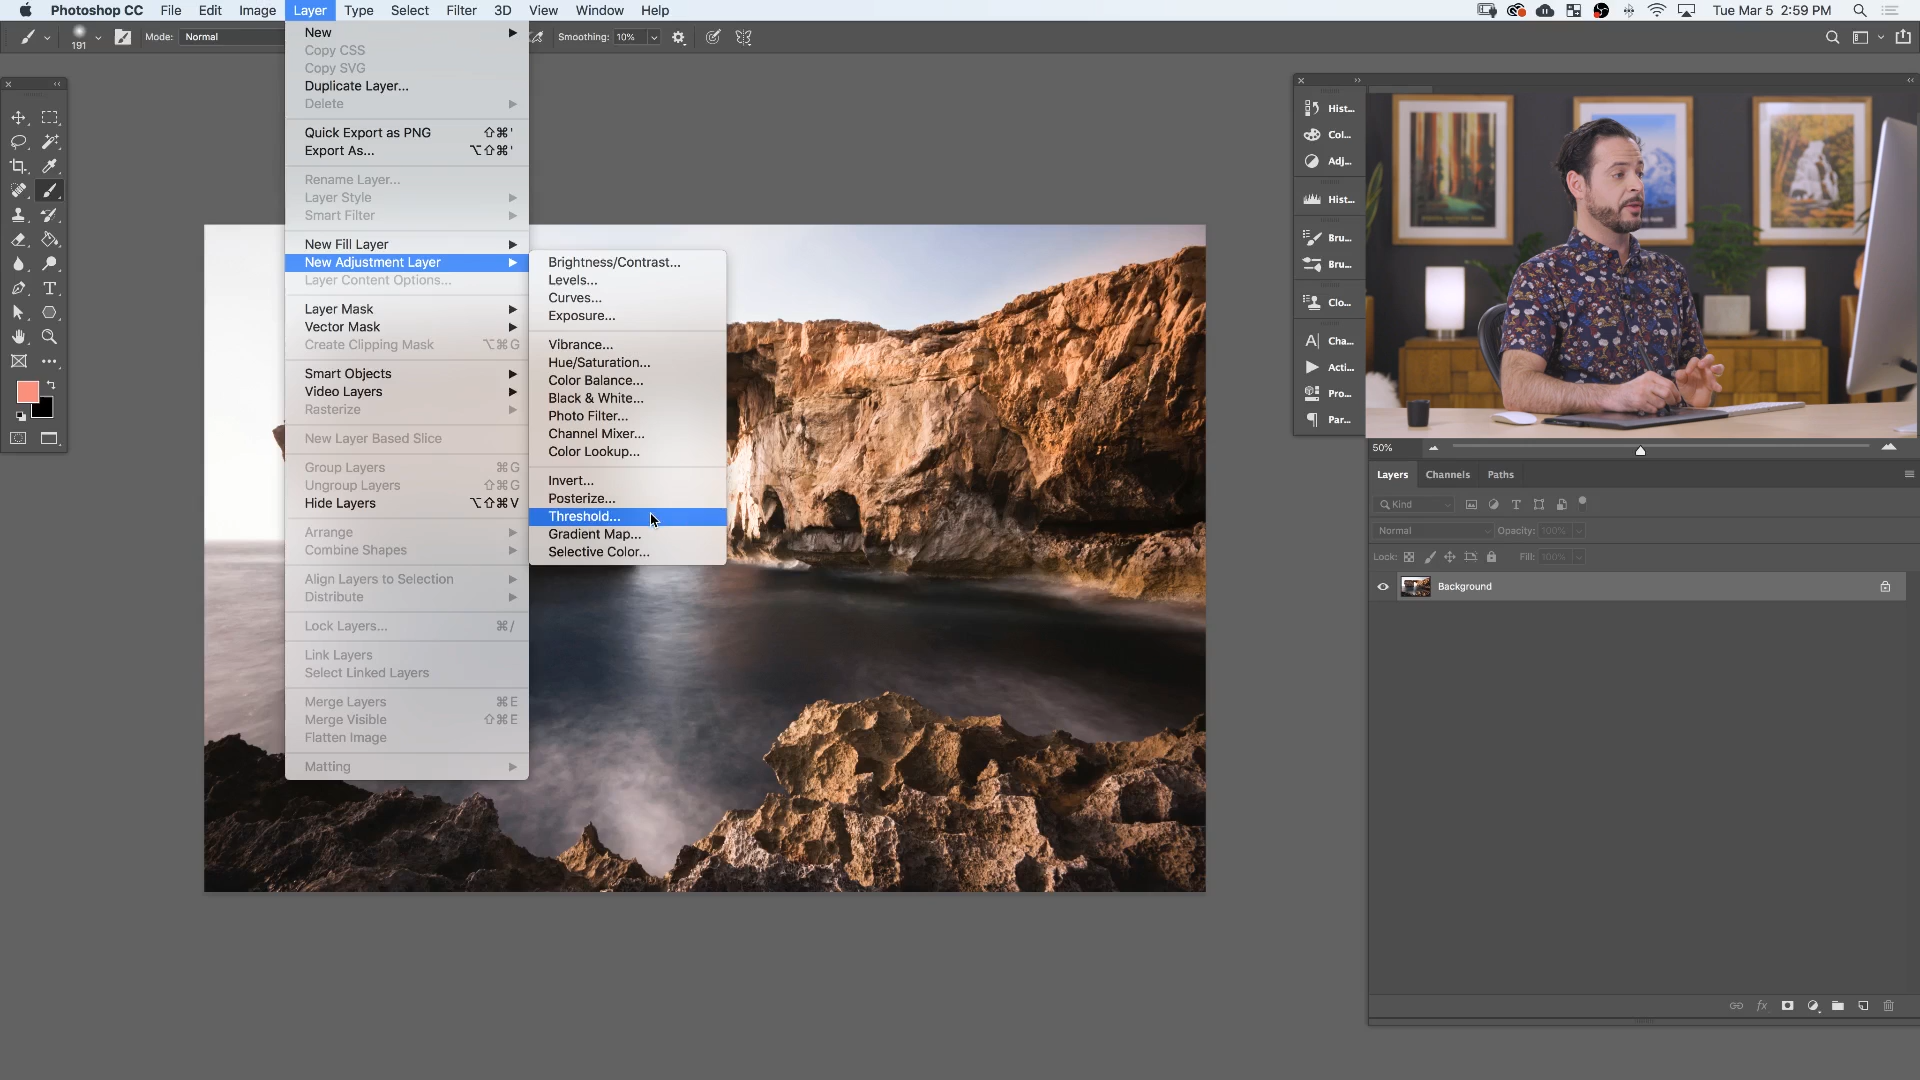 Photoshop CC File Edit Image Layer Type Select Filter 3D View Window Help Tue Mar 5 2:59 PM
191 Mode: Normal Smoothing: 10%
New
Copy CSS
Copy SVG
Duplicate Layer...
Delete
Quick Export as PNG ⇧⌘'
Export As... ⌥⇧⌘'
Rename Layer...
Layer Style
Smart Filter
New Fill Layer
New Adjustment Layer
Layer Content Options...
Layer Mask
Vector Mask
Create Clipping Mask ⌥⌘G
Smart Objects
Video Layers
Rasterize
New Layer Based Slice
Group Layers ⌘G
Ungroup Layers ⇧⌘G
Hide Layers ⌥⇧⌘V
Arrange
Combine Shapes
Align Layers to Selection
Distribute
Lock Layers... ⌘/
Link Layers
Select Linked Layers
Merge Layers ⌘E
Merge Visible ⇧⌘E
Flatten Image
Matting
Brightness/Contrast...
Levels...
Curves...
Exposure...
Vibrance...
Hue/Saturation...
Color Balance...
Black & White...
Photo Filter...
Channel Mixer...
Color Lookup...
Invert...
Posterize...
Threshold...
Gradient Map...
Selective Color...
Hist...
Col...
Adj...
Hist...
Bru...
Bru...
Clo...
Cha...
Acti...
Pro...
Par...
50%
Layers Channels Paths
Kind
Normal Opacity: 100%
Lock: Fill: 100%
Background
fx